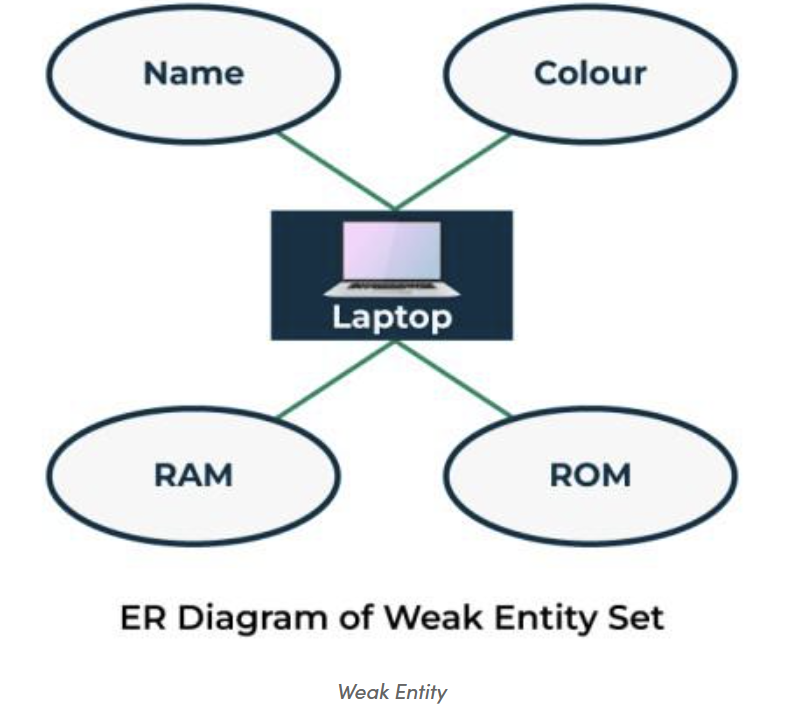 Name
Colour
Laptop
RAM
ROM
ER Diagram of Weak Entity Set
Weak Entity